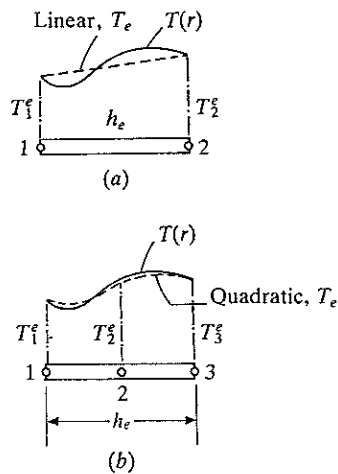 Linear, T_e
T(r)
T_1^e
h_e
T_2^e
1
2
(a)
T(r)
Quadratic, T_e
T_1^e
T_2^e
T_3^e
1
2
3
h_e
(b)